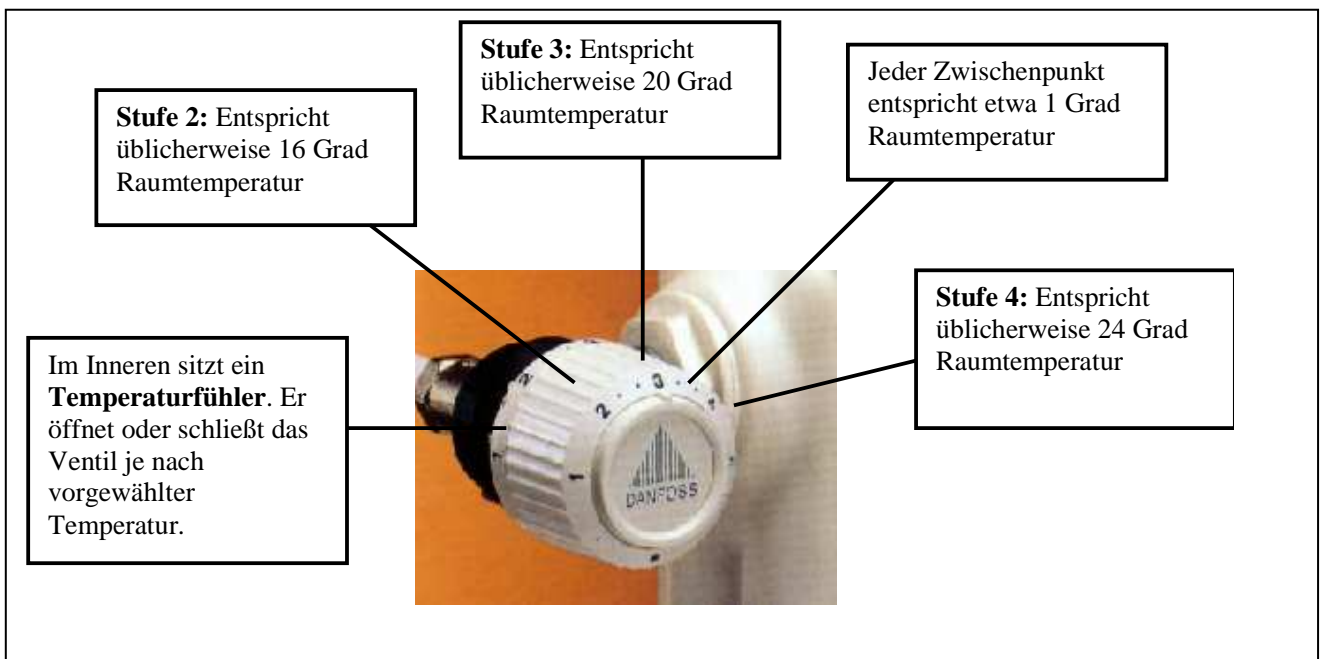 Stufe 3: Entspricht
üblicherweise 20 Grad
Raumtemperatur
Jeder Zwischenpunkt
entspricht etwa 1 Grad
Raumtemperatur
Stufe 2: Entspricht
üblicherweise 16 Grad
Raumtemperatur
Stufe 4: Entspricht
üblicherweise 24 Grad
Raumtemperatur
Im Inneren sitzt ein
Temperaturfühler. Er
öffnet oder schließt das
Ventil je nach
vorgewählter
Temperatur.
2
2 3
1
DANFOSS